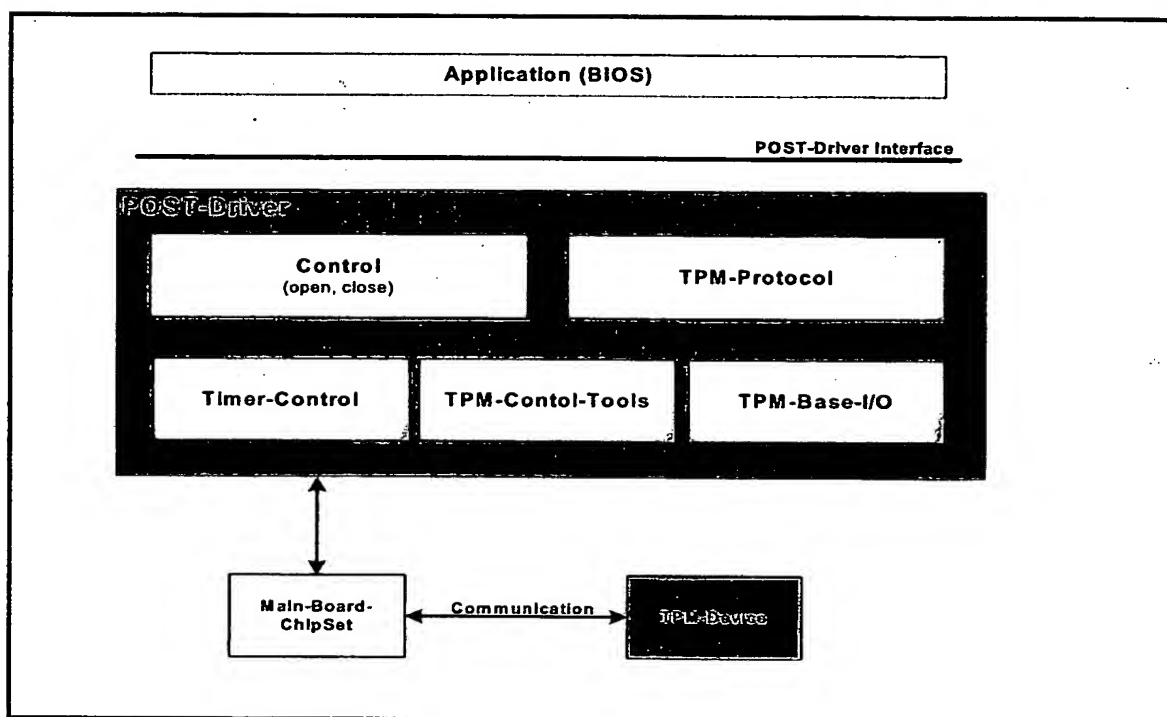 Application (BIOS)
POST-Driver Interface
POST-Driver
Control
(open, close)
TPM-Protocol
Timer-Control
TPM-Contol-Tools
TPM-Base-I/O
Main-Board-
ChipSet
Communication
TPM-Device